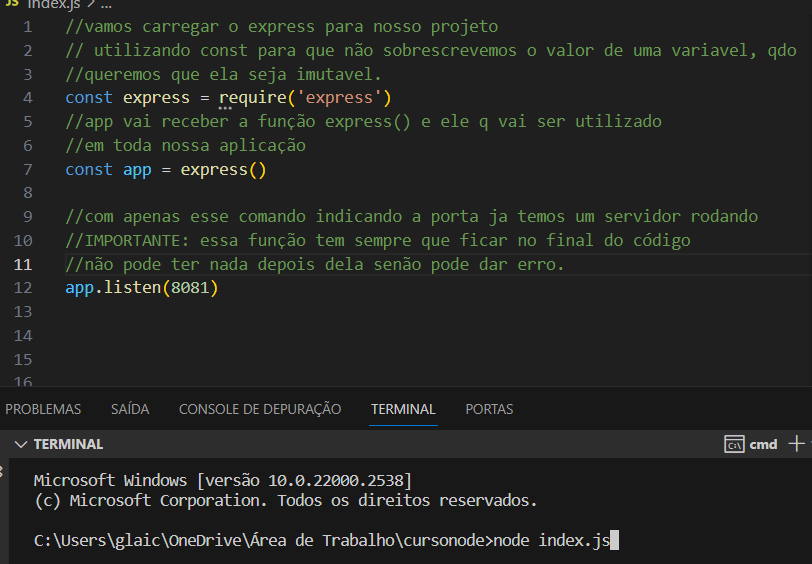 JS index.js > ...
1 //vamos carregar o express para nosso projeto
2 // utilizando const para que não sobrescrevemos o valor de uma variavel, qdo
3 //queremos que ela seja imutavel.
4 const express = require('express')
5 //app vai receber a função express() e ele q vai ser utilizado
6 //em toda nossa aplicação
7 const app = express()
8
9 //com apenas esse comando indicando a porta ja temos um servidor rodando
10 //IMPORTANTE: essa função tem sempre que ficar no final do código
11 //não pode ter nada depois dela senão pode dar erro.
12 app.listen(8081)
13
14
15
16
PROBLEMAS SAÍDA CONSOLE DE DEPURAÇÃO TERMINAL PORTAS
TERMINAL cmd
Microsoft Windows [versão 10.0.22000.2538]
(c) Microsoft Corporation. Todos os direitos reservados.
C:\Users\glaic\OneDrive\Área de Trabalho\cursonode>node index.js